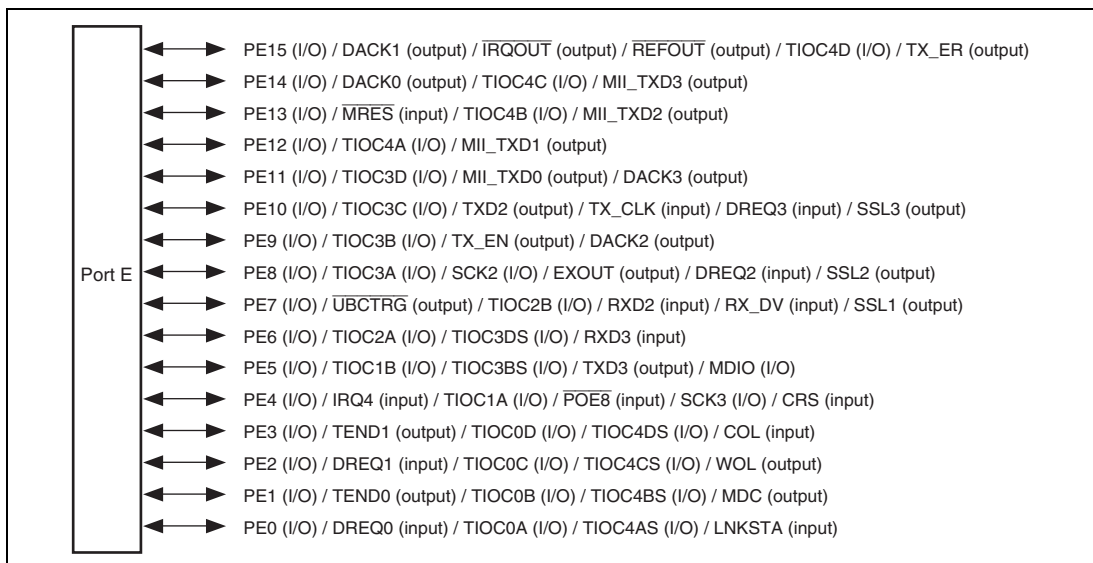 PE15 (I/O) / DACK1 (output) / I̅R̅Q̅O̅U̅T̅ (output) / R̅E̅F̅O̅U̅T̅ (output) / TIOC4D (I/O) / TX_ER (output)
PE14 (I/O) / DACK0 (output) / TIOC4C (I/O) / MII_TXD3 (output)
PE13 (I/O) / M̅R̅E̅S̅ (input) / TIOC4B (I/O) / MII_TXD2 (output)
PE12 (I/O) / TIOC4A (I/O) / MII_TXD1 (output)
PE11 (I/O) / TIOC3D (I/O) / MII_TXD0 (output) / DACK3 (output)
PE10 (I/O) / TIOC3C (I/O) / TXD2 (output) / TX_CLK (input) / DREQ3 (input) / SSL3 (output)
PE9 (I/O) / TIOC3B (I/O) / TX_EN (output) / DACK2 (output)
Port E
PE8 (I/O) / TIOC3A (I/O) / SCK2 (I/O) / EXOUT (output) / DREQ2 (input) / SSL2 (output)
PE7 (I/O) / U̅B̅C̅T̅R̅G̅ (output) / TIOC2B (I/O) / RXD2 (input) / RX_DV (input) / SSL1 (output)
PE6 (I/O) / TIOC2A (I/O) / TIOC3DS (I/O) / RXD3 (input)
PE5 (I/O) / TIOC1B (I/O) / TIOC3BS (I/O) / TXD3 (output) / MDIO (I/O)
PE4 (I/O) / IRQ4 (input) / TIOC1A (I/O) / P̅O̅E̅8̅ (input) / SCK3 (I/O) / CRS (input)
PE3 (I/O) / TEND1 (output) / TIOC0D (I/O) / TIOC4DS (I/O) / COL (input)
PE2 (I/O) / DREQ1 (input) / TIOC0C (I/O) / TIOC4CS (I/O) / WOL (output)
PE1 (I/O) / TEND0 (output) / TIOC0B (I/O) / TIOC4BS (I/O) / MDC (output)
PE0 (I/O) / DREQ0 (input) / TIOC0A (I/O) / TIOC4AS (I/O) / LNKSTA (input)